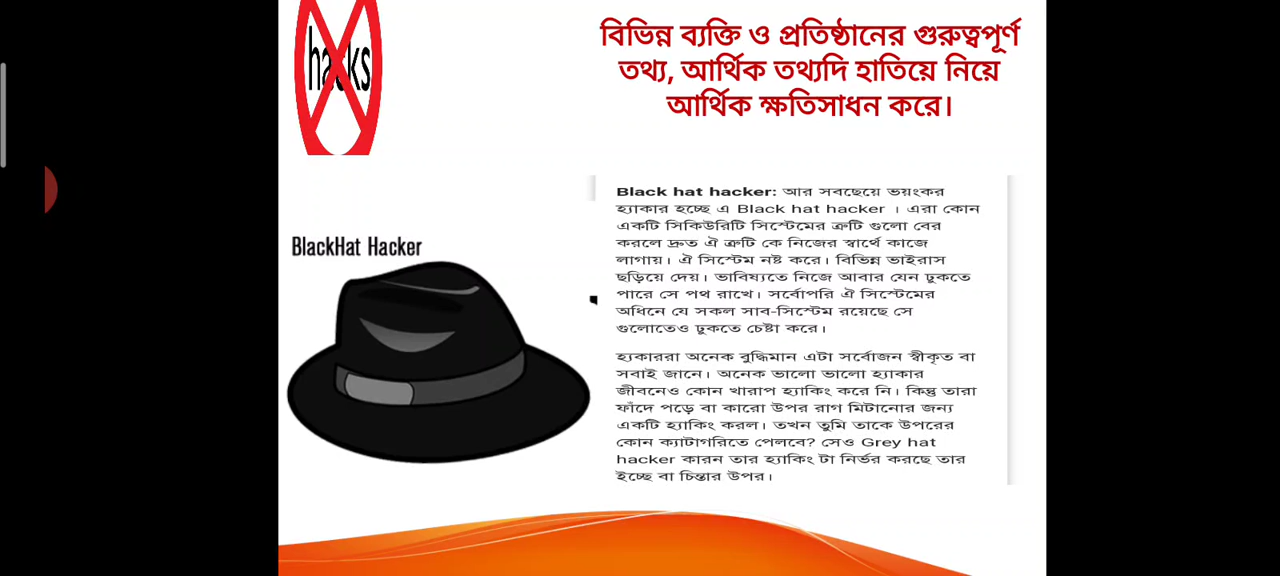 hacks
বিভিন্ন ব্যক্তি ও প্রতিষ্ঠানের গুরুত্বপূর্ণ
তথ্য, আর্থিক তথ্যদি হাতিয়ে নিয়ে
আর্থিক ক্ষতিসাধন করে।
BlackHat Hacker
Black hat hacker: আর সবছেয়ে ভয়ংকর
হ্যাকার হচ্ছে এ Black hat hacker । এরা কোন
একটি সিকিউরিটি সিস্টেমের ত্রুটি গুলো বের
করলে দ্রুত ঐ ত্রুটি কে নিজের স্বার্থে কাজে
লাগায়। ঐ সিস্টেম নষ্ট করে। বিভিন্ন ভাইরাস
ছড়িয়ে দেয়। ভাবিষ্যতে নিজে আবার যেন ঢুকতে
পারে সে পথ রাখে। সর্বোপরি ঐ সিস্টেমের
অধিনে যে সকল সাব-সিস্টেম রয়েছে সে
গুলোতেও ঢুকতে চেষ্টা করে।
হ্যকাররা অনেক বুদ্ধিমান এটা সর্বোজন স্বীকৃত বা
সবাই জানে। অনেক ভালো ভালো হ্যাকার
জীবনেও কোন খারাপ হ্যাকিং করে নি। কিন্তু তারা
ফাঁদে পড়ে বা কারো উপর রাগ মিটানোর জন্য
একটি হ্যাকিং করল। তখন তুমি তাকে উপরের
কোন ক্যাটাগরিতে পেলবে? সেও Grey hat
hacker কারন তার হ্যাকিং টা নির্ভর করছে তার
ইচ্ছে বা চিন্তার উপর।